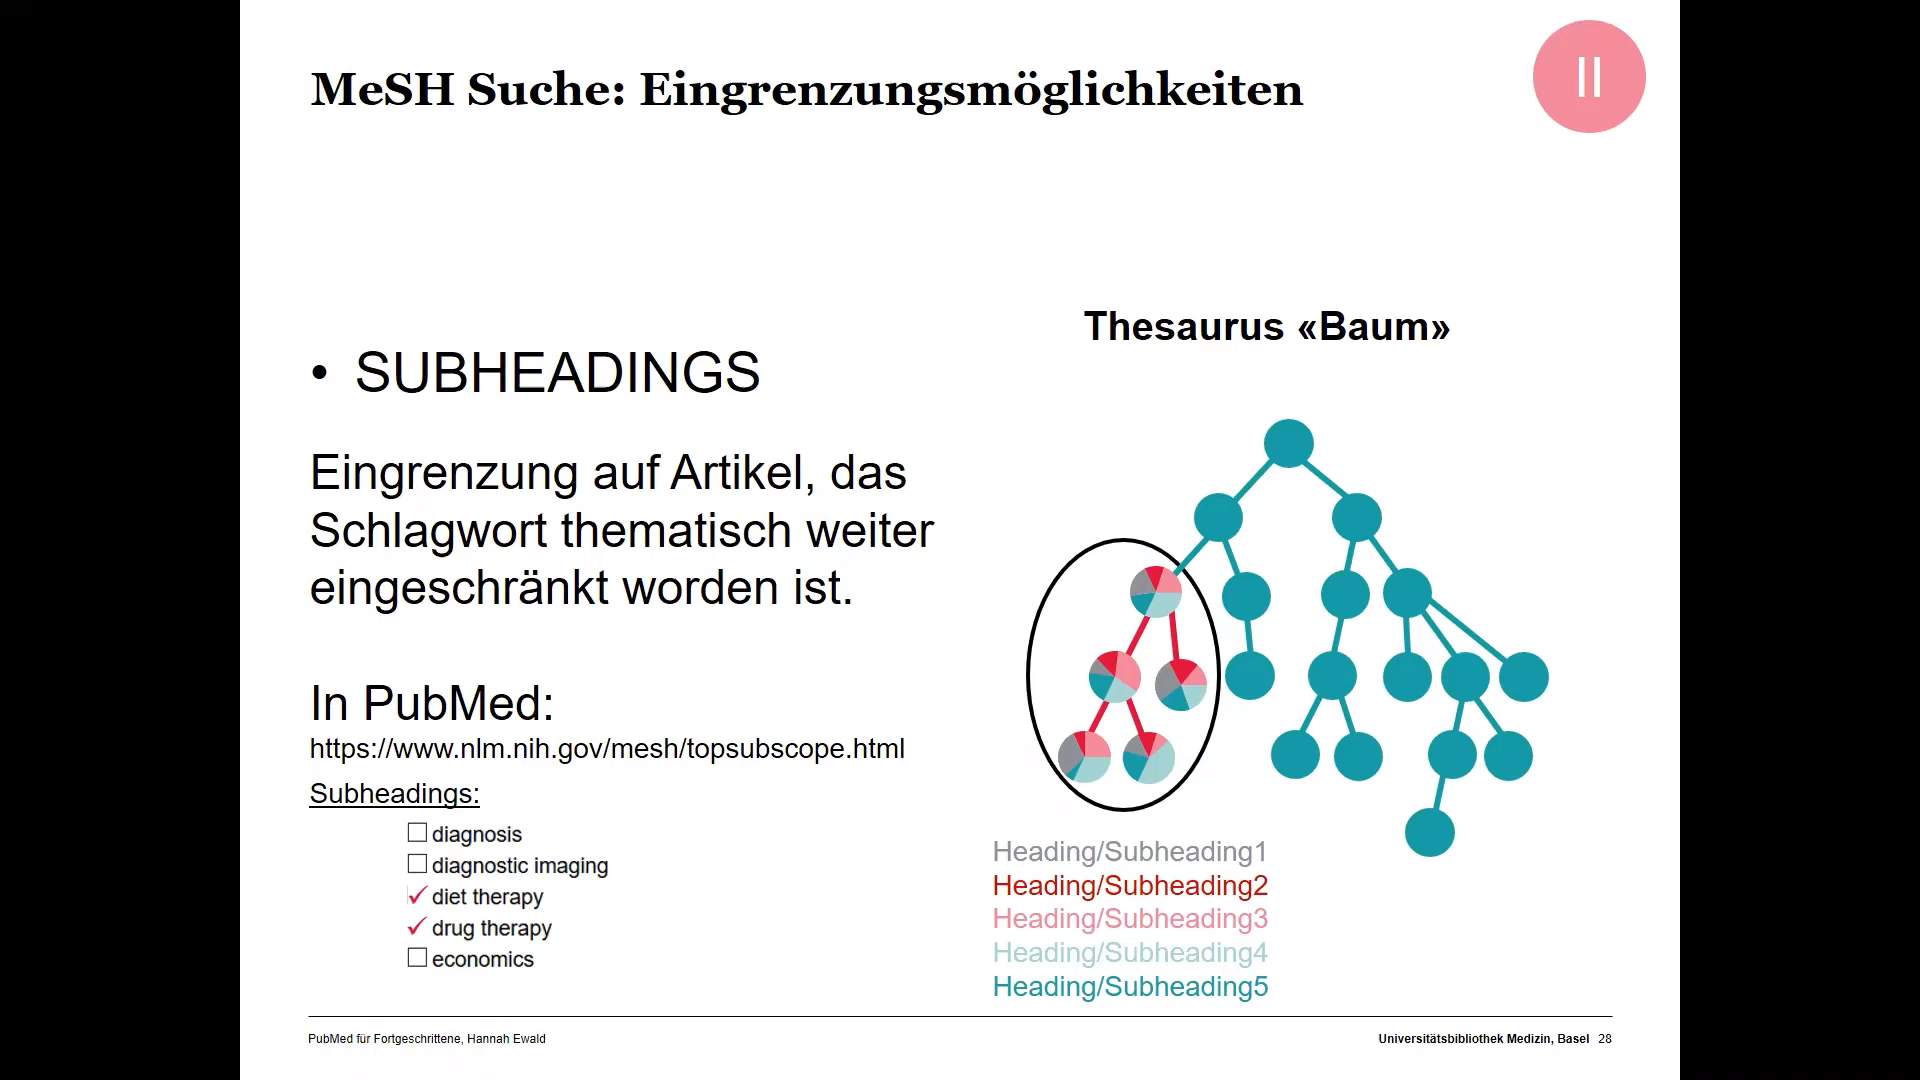 MeSH Suche: Eingrenzungsmöglichkeiten
II
• SUBHEADINGS
Eingrenzung auf Artikel, das
Schlagwort thematisch weiter
eingeschränkt worden ist.
In PubMed:
https://www.nlm.nih.gov/mesh/topsubscope.html
Subheadings:
diagnosis
diagnostic imaging
diet therapy
drug therapy
economics
Thesaurus «Baum»
Heading/Subheading1
Heading/Subheading2
Heading/Subheading3
Heading/Subheading4
Heading/Subheading5
PubMed für Fortgeschrittene, Hannah Ewald
Universitätsbibliothek Medizin, Basel 28